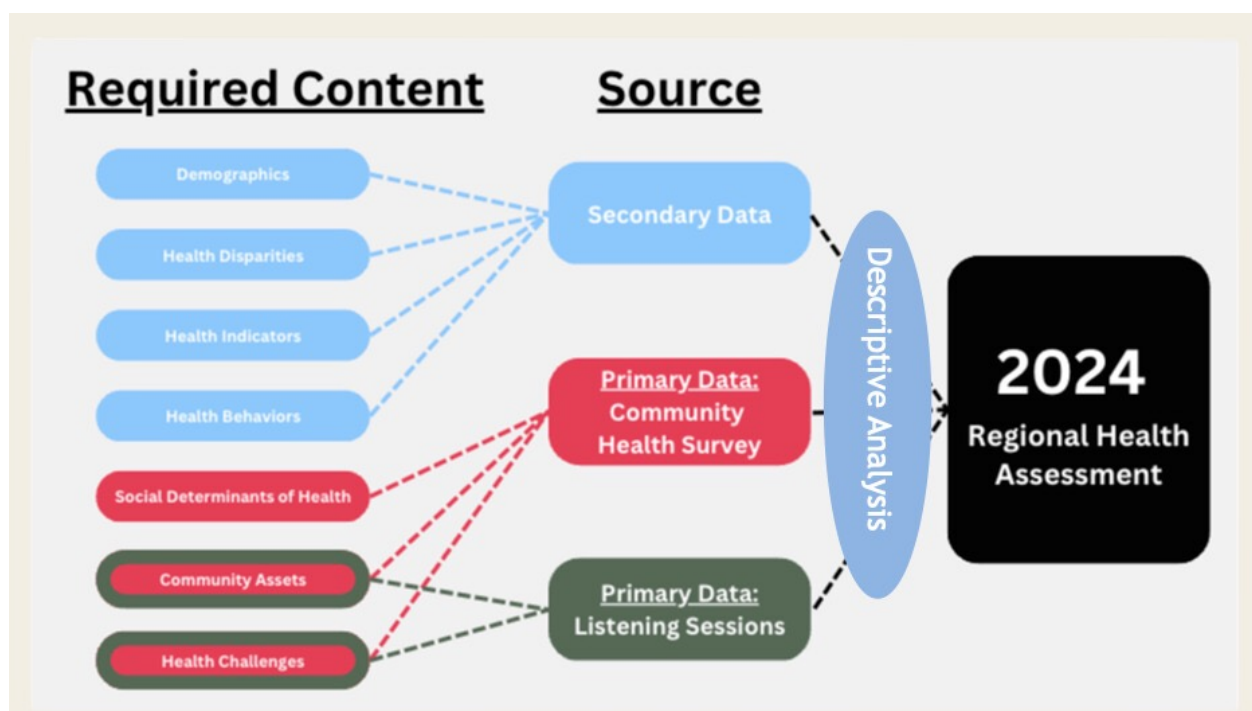 Required Content
Source
Demographics
Health Disparities
Health Indicators
Health Behaviors
Social Determinants of Health
Community Assets
Health Challenges
Secondary Data
Primary Data:
Community
Health Survey
Primary Data:
Listening Sessions
Descriptive Analysis
2024
Regional Health
Assessment